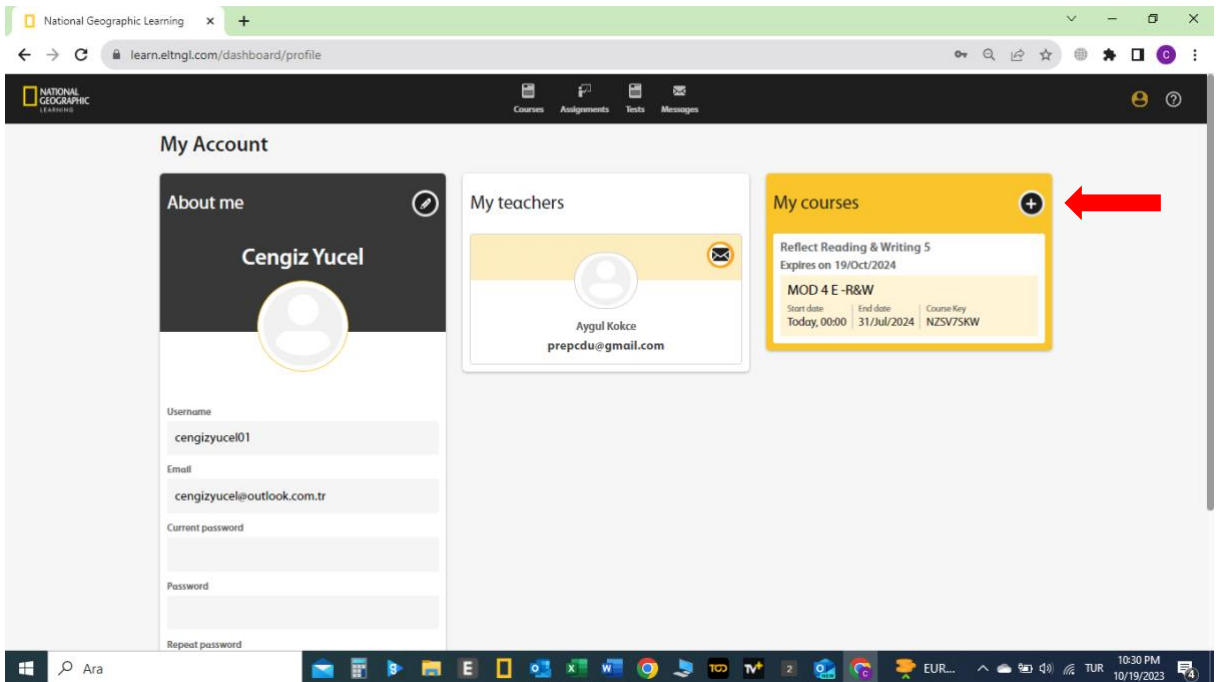 National Geographic Learning
learn.eltngl.com/dashboard/profile
C
NATIONAL
GEOGRAPHIC
LEARNING
Courses Assignments Tests Messages
My Account
About me
Cengiz Yucel
Username
cengizyucel01
Email
cengizyucel@outlook.com.tr
Current password
Password
Repeat password
My teachers
Aygul Kokce
prepcdu@gmail.com
My courses
Reflect Reading & Writing 5
Expires on 19/Oct/2024
MOD 4 E -R&W
Start date End date Course Key
Today, 00:00 31/Jul/2024 NZSV7SKW
Ara
EUR...
TUR
10:30 PM
10/19/2023
4